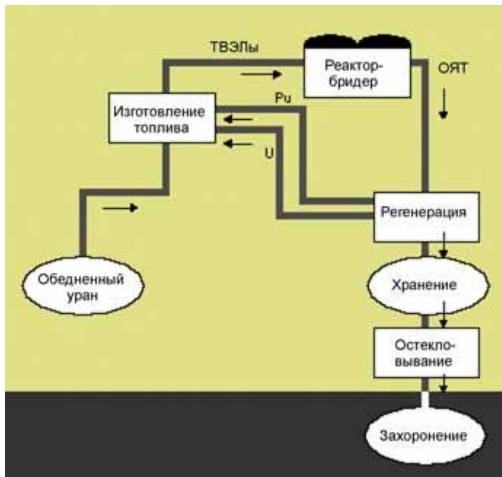 ТВЭЛы
Реактор-
бридер
ОЯТ
Pu
Изготовление
топлива
U
Регенерация
Обедненный
уран
Хранение
Остекло-
вывание
Захоронение